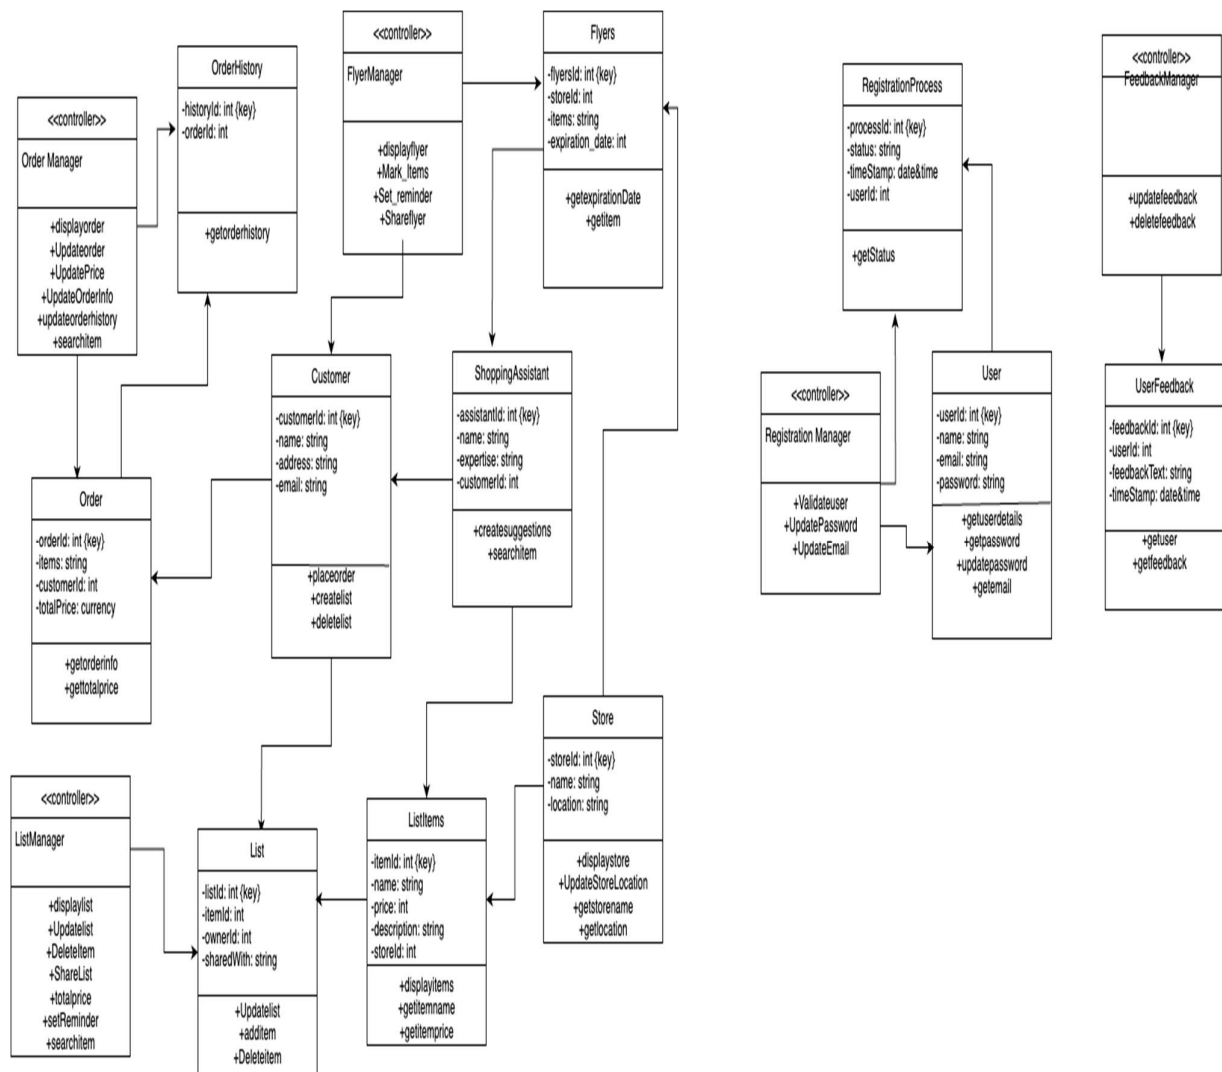 <<controller>>
Order Manager
+displayorder
+Updateorder
+UpdatePrice
+UpdateOrderInfo
+updateorderhistory
+searchitem
OrderHistory
-historyId: int {key}
-orderId: int
+getorderhistory
<<controller>>
FlyerManager
+displayflyer
+Mark_Items
+Set_reminder
+Shareflyer
Flyers
-flyersId: int {key}
-storeId: int
-items: string
-expiration_date: int
+getexpirationDate
+getitem
RegistrationProcess
-processId: int {key}
-status: string
-timeStamp: date&time
-userId: int
+getStatus
<<controller>>
FeedbackManager
+updatefeedback
+deletefeedback
Order
-orderId: int {key}
-items: string
-customerId: int
-totalPrice: currency
+getorderinfo
+gettotalprice
Customer
-customerId: int {key}
-name: string
-address: string
-email: string
+placeorder
+createlist
+deletelist
ShoppingAssistant
-assistantId: int {key}
-name: string
-expertise: string
-customerId: int
+createsuggestions
+searchitem
<<controller>>
Registration Manager
+Validateuser
+UpdatePassword
+UpdateEmail
User
-userId: int {key}
-name: string
-email: string
-password: string
+getuserdetails
+getpassword
+updatepassword
+getemail
UserFeedback
-feedbackId: int {key}
-userId: int
-feedbackText: string
-timeStamp: date&time
+getuser
+getfeedback
<<controller>>
ListManager
+displaylist
+Updatelist
+DeleteItem
+ShareList
+totalprice
+setReminder
+searchitem
List
-listId: int {key}
-itemId: int
-ownerId: int
-sharedWith: string
+Updatelist
+additem
+Deleteitem
ListItems
-itemId: int {key}
-name: string
-price: int
-description: string
-storeId: int
+displayitems
+getitemname
+getitemprice
Store
-storeId: int {key}
-name: string
-location: string
+displaystore
+UpdateStoreLocation
+getstorename
+getlocation